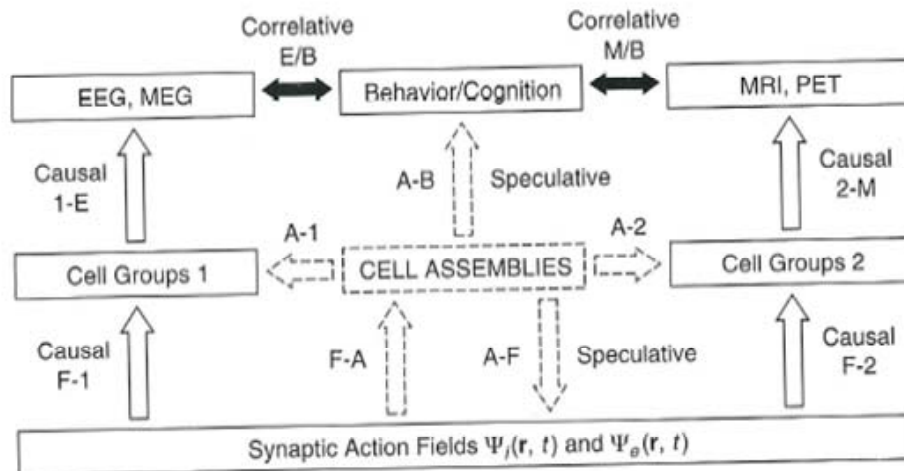 Correlative
E/B
Correlative
M/B
EEG, MEG
Behavior/Cognition
MRI, PET
Causal
1-E
A-B
Speculative
Causal
2-M
A-1
A-2
Cell Groups 1
CELL ASSEMBLIES
Cell Groups 2
Causal
F-1
F-A
A-F
Speculative
Causal
F-2
Synaptic Action Fields Ψᵢ(r, t) and Ψₑ(r, t)